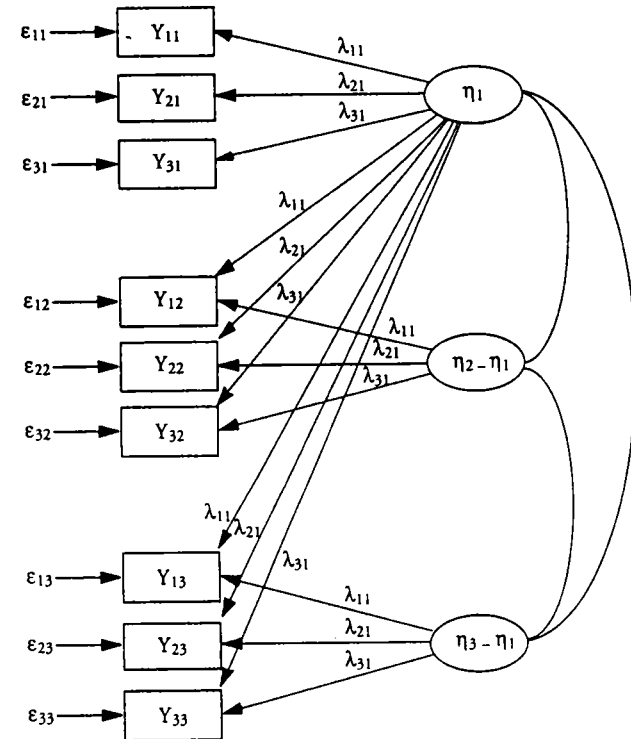 ε11 Y11
λ11
ε21 Y21 λ21 η1
λ31
ε31 Y31
λ11
λ21
λ31
ε12 Y12
λ11
ε22 Y22 λ21 η2 – η1
λ31
ε32 Y32
λ11 λ21
λ31
ε13 Y13
λ11
ε23 Y23 λ21 η3 – η1
λ31
ε33 Y33